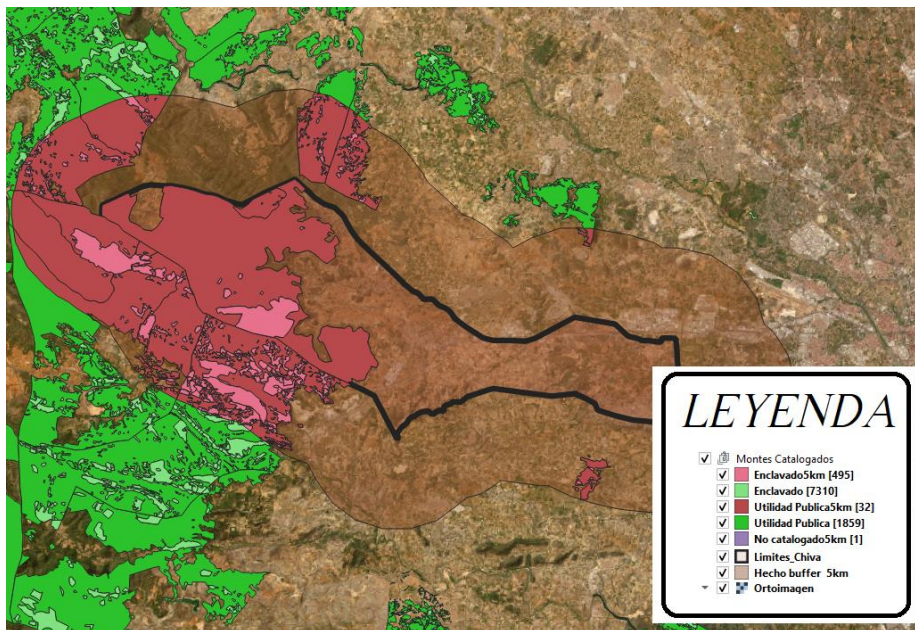 LEYENDA
Montes Catalogados
Enclavado5km [495]
Enclavado [7310]
Utilidad Publica5km [32]
Utilidad Publica [1859]
No catalogado5km [1]
Limites_Chiva
Hecho buffer 5km
Ortoimagen